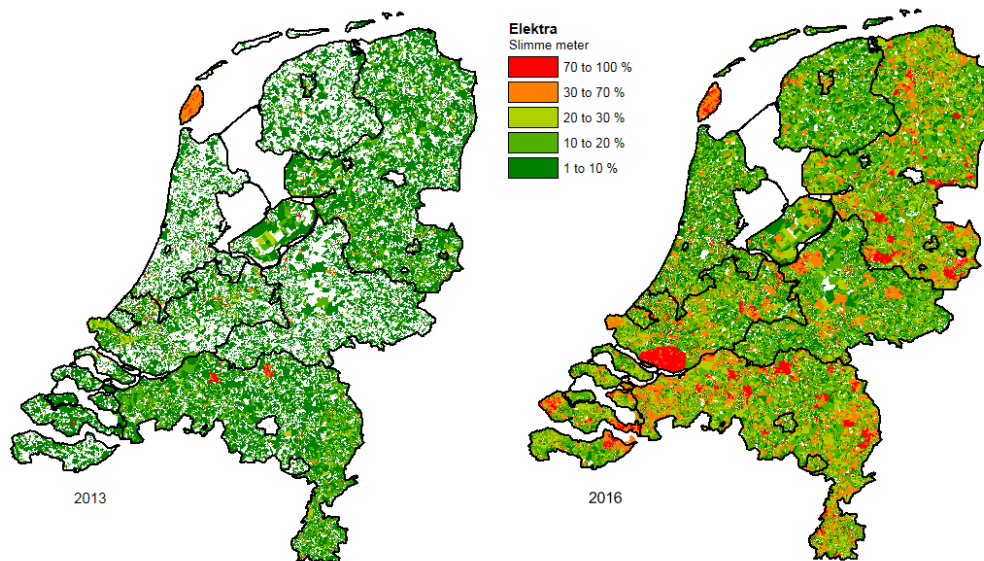 Elektra
Slimme meter
70 to 100 %
30 to 70 %
20 to 30 %
10 to 20 %
1 to 10 %
2013
2016